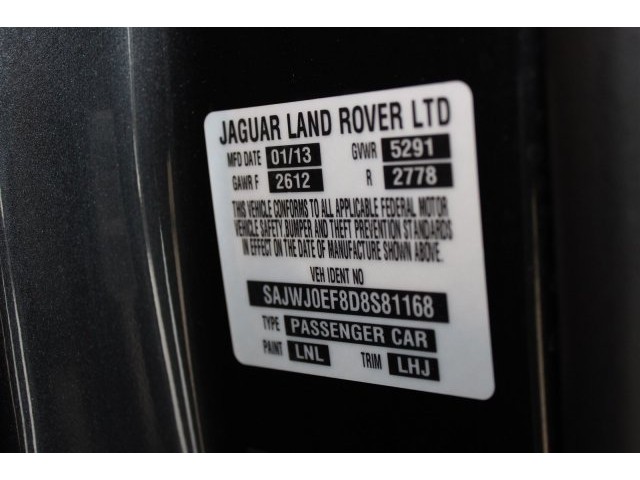 JAGUAR LAND ROVER LTD
MFD DATE 01/13 GVWR 5291
GAWR F 2612 R 2778
THIS VEHICLE CONFORMS TO ALL APPLICABLE FEDERAL MOTOR
VEHICLE SAFETY, BUMPER AND THEFT PREVENTION STANDARDS
IN EFFECT ON THE DATE OF MANUFACTURE SHOWN ABOVE.
VEH IDENT NO
SAJWJ0EF8D8S81168
TYPE PASSENGER CAR
PAINT LNL TRIM LHJ